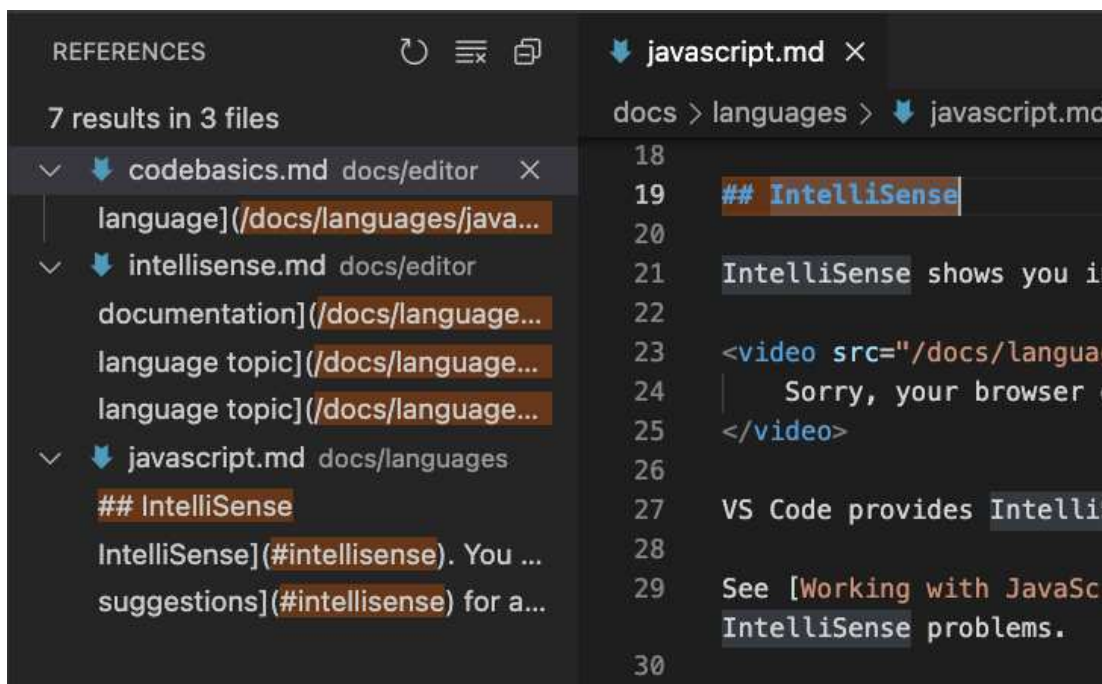 REFERENCES
7 results in 3 files
codebasics.md docs/editor
language](/docs/languages/java...
intellisense.md docs/editor
documentation](/docs/language...
language topic](/docs/language...
language topic](/docs/language...
javascript.md docs/languages
## IntelliSense
IntelliSense](#intellisense). You ...
suggestions](#intellisense) for a...
javascript.md
docs > languages > javascript.md
18
19 ## IntelliSense
20
21 IntelliSense shows you i
22
23 <video src="/docs/langua
24 Sorry, your browser
25 </video>
26
27 VS Code provides Intelli
28
29 See [Working with JavaSc
IntelliSense problems.
30